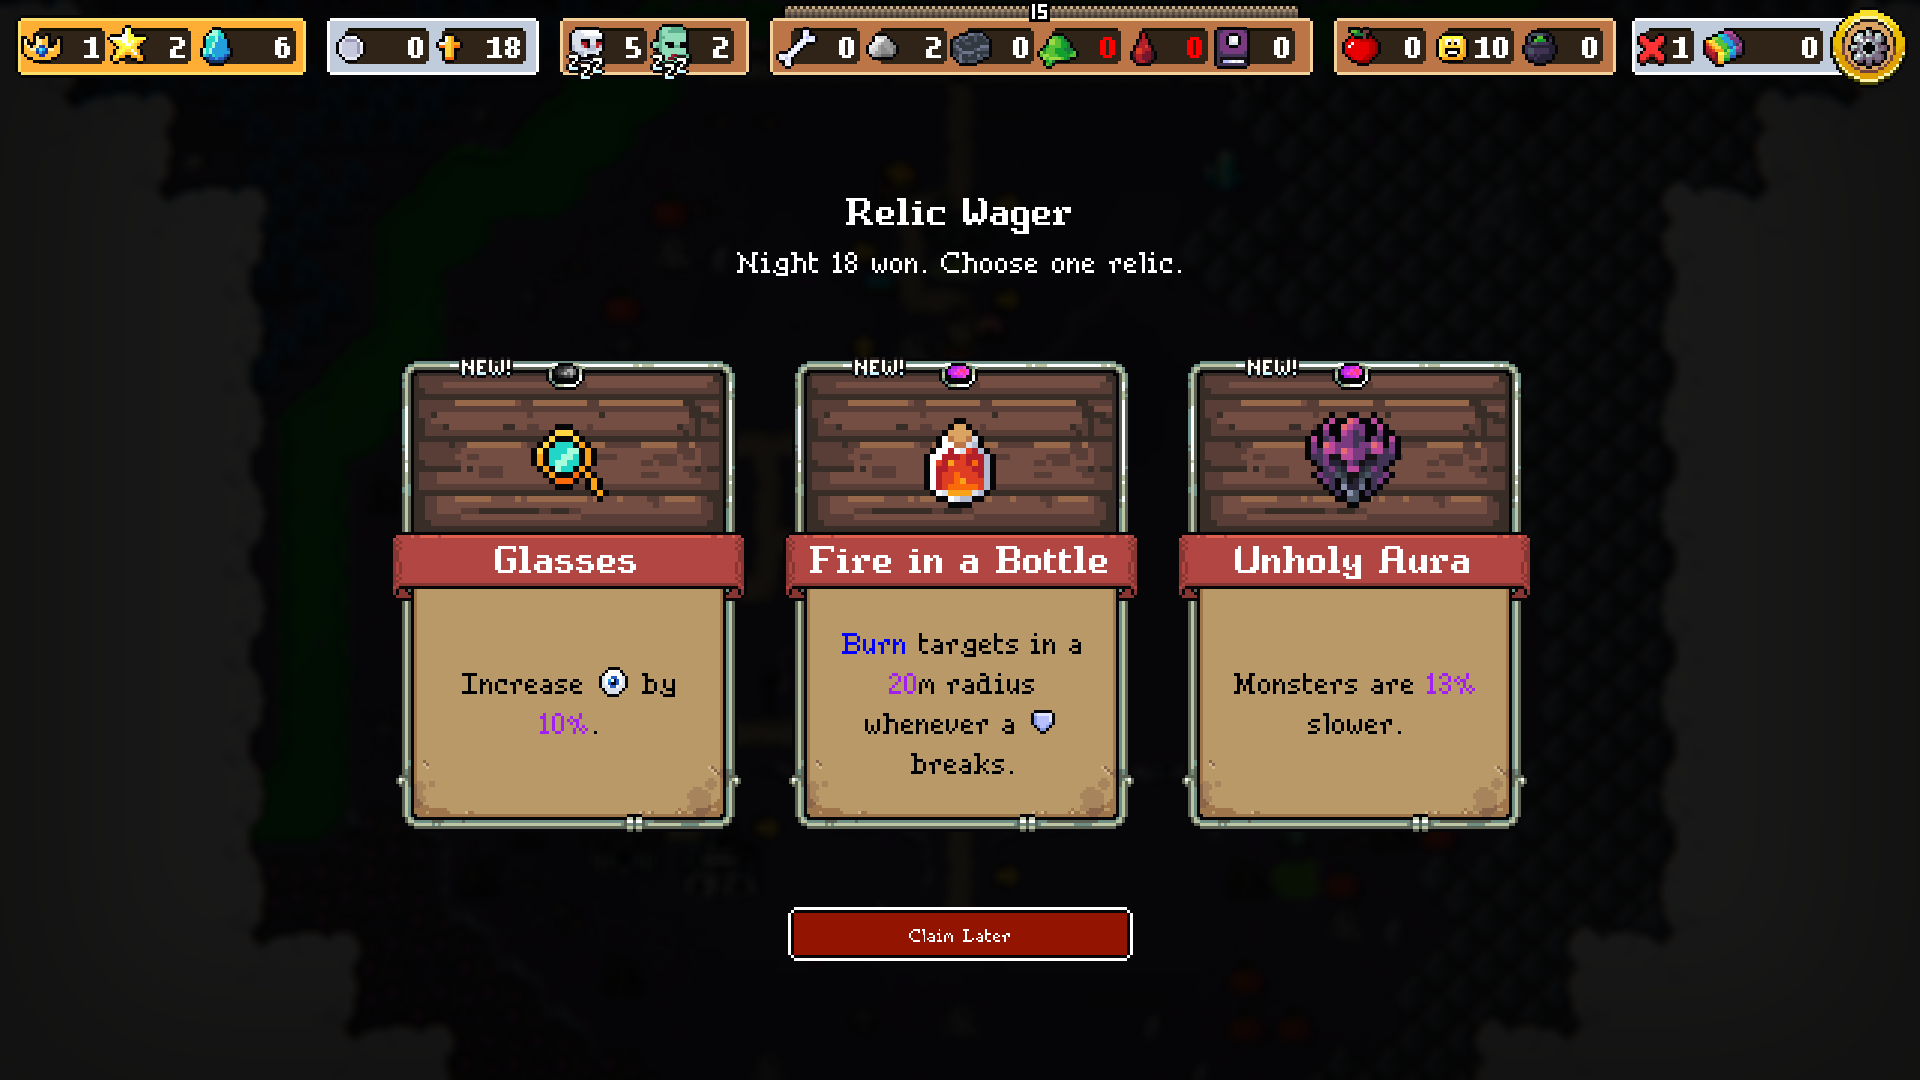 15
1 2 6 0 18 5 2 0 2 0 0 0 0 0 10 0 1 0
Relic Wager
Night 18 won. Choose one relic.
NEW!
Glasses
Increase by
10%.
NEW!
Fire in a Bottle
Burn targets in a
20m radius
whenever a
breaks.
NEW!
Unholy Aura
Monsters are 13%
slower.
Claim Later